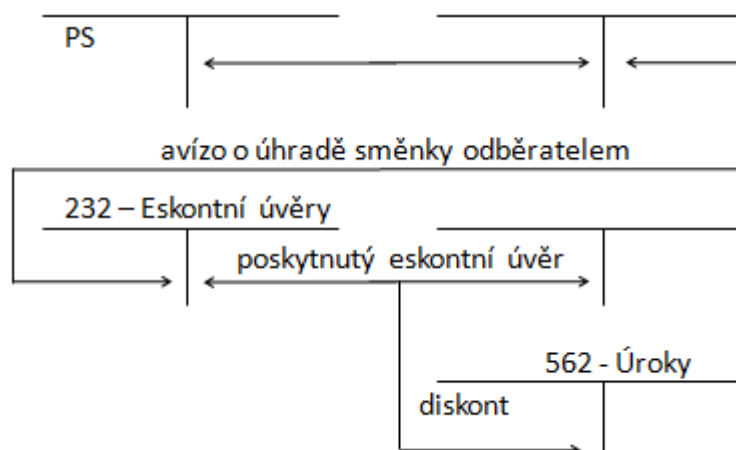 PS
avízo o úhradě směnky odběratelem
232 – Eskontní úvěry
poskytnutý eskontní úvěr
562 - Úroky
diskont